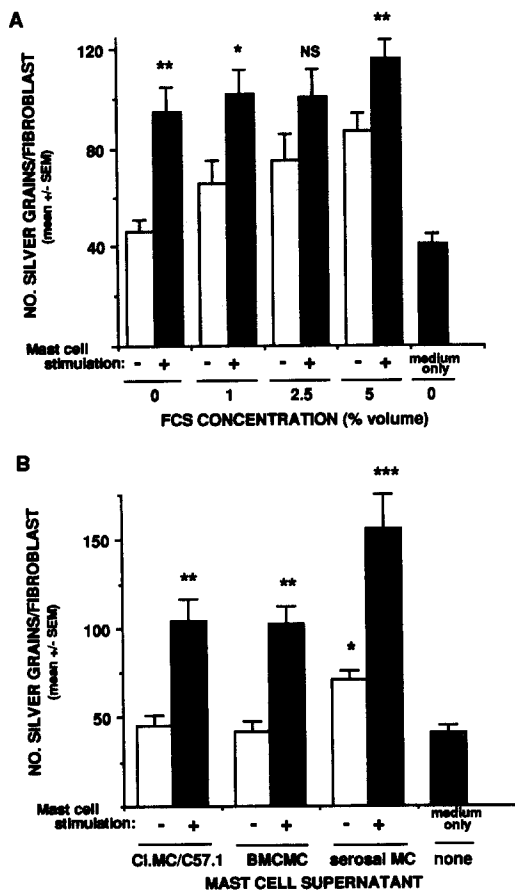 A
NO. SILVER GRAINS/FIBROBLAST
(mean +/- SEM)
120
80
40
** * NS **
Mast cell
stimulation: - + - + - + - + medium only
0 1 2.5 5 0
FCS CONCENTRATION (% volume)
B
NO. SILVER GRAINS/FIBROBLAST
(mean +/- SEM)
150
100
50
** ** * ***
Mast cell
stimulation: - + - + - + medium only
Cl.MC/C57.1 BMCMC serosal MC none
MAST CELL SUPERNATANT